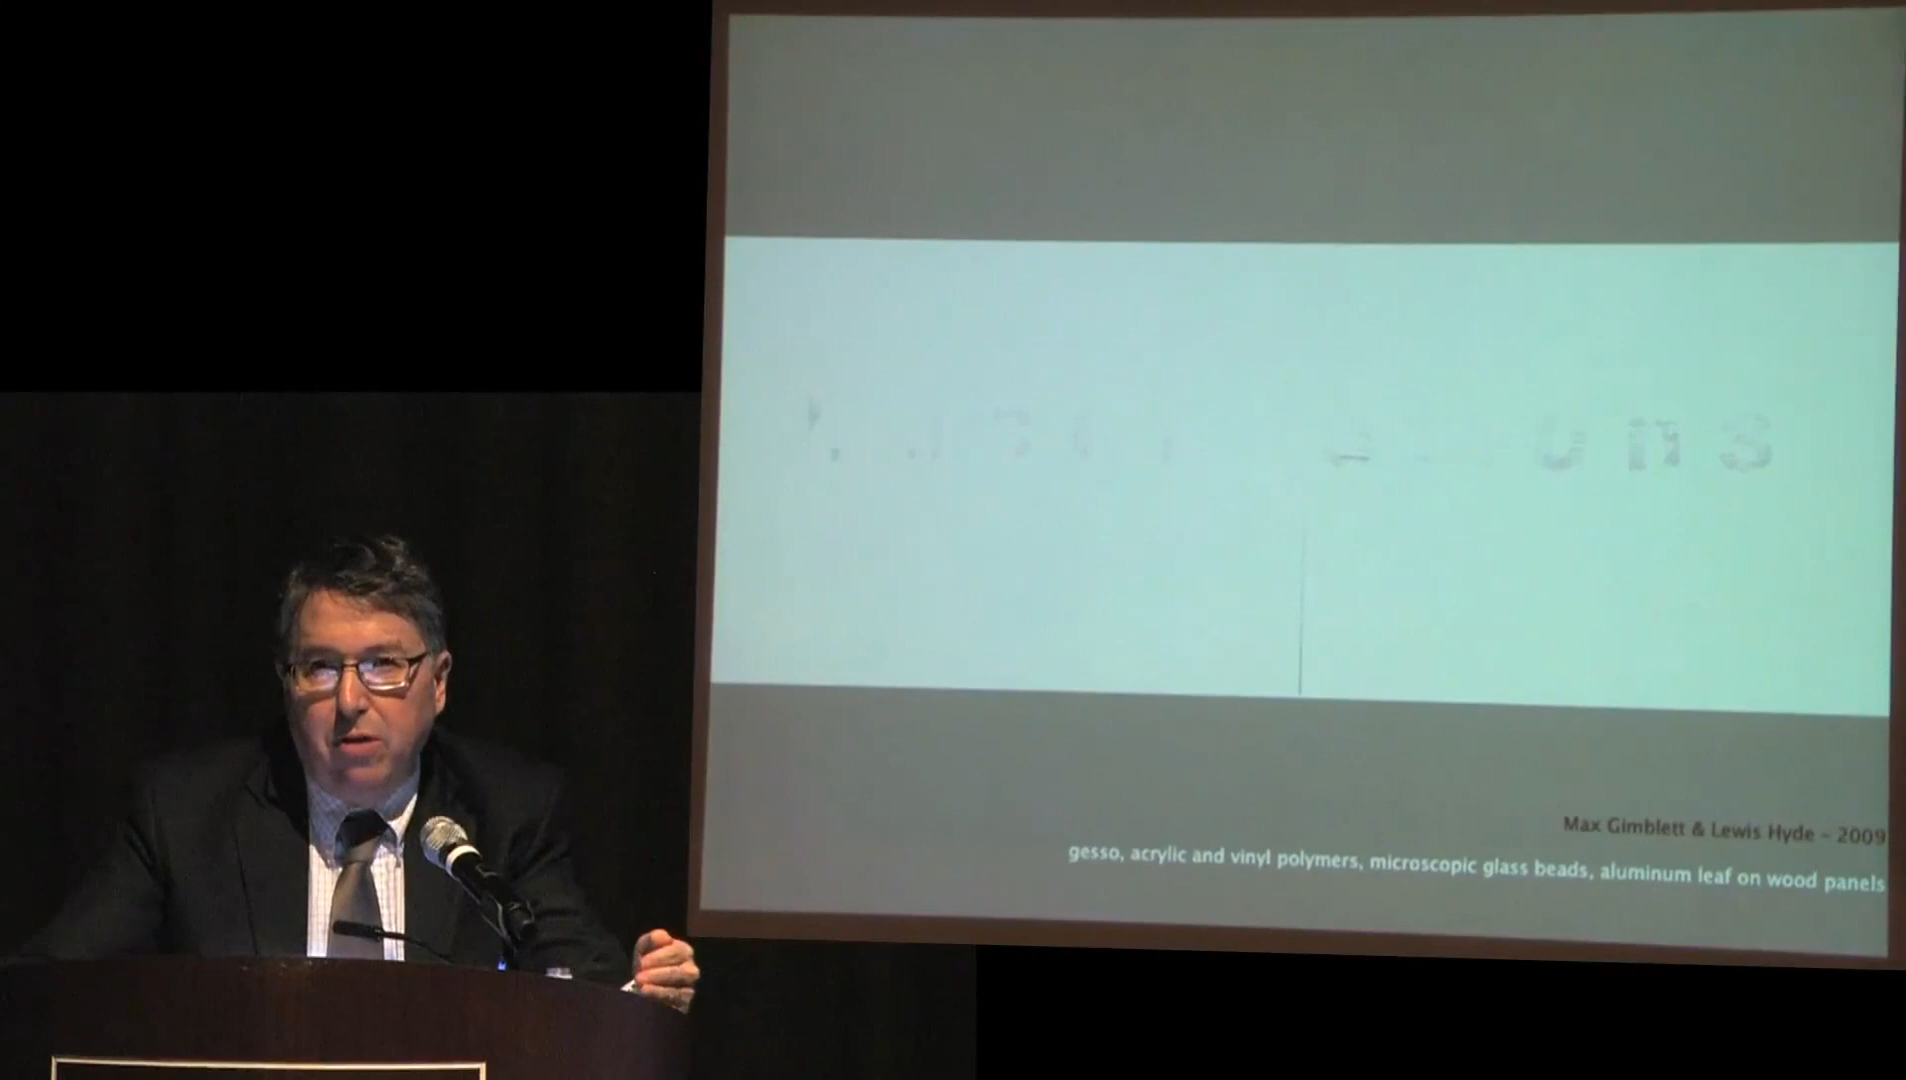 Max Gimblett & Lewis Hyde - 2009
gesso, acrylic and vinyl polymers, microscopic glass beads, aluminum leaf on wood panels